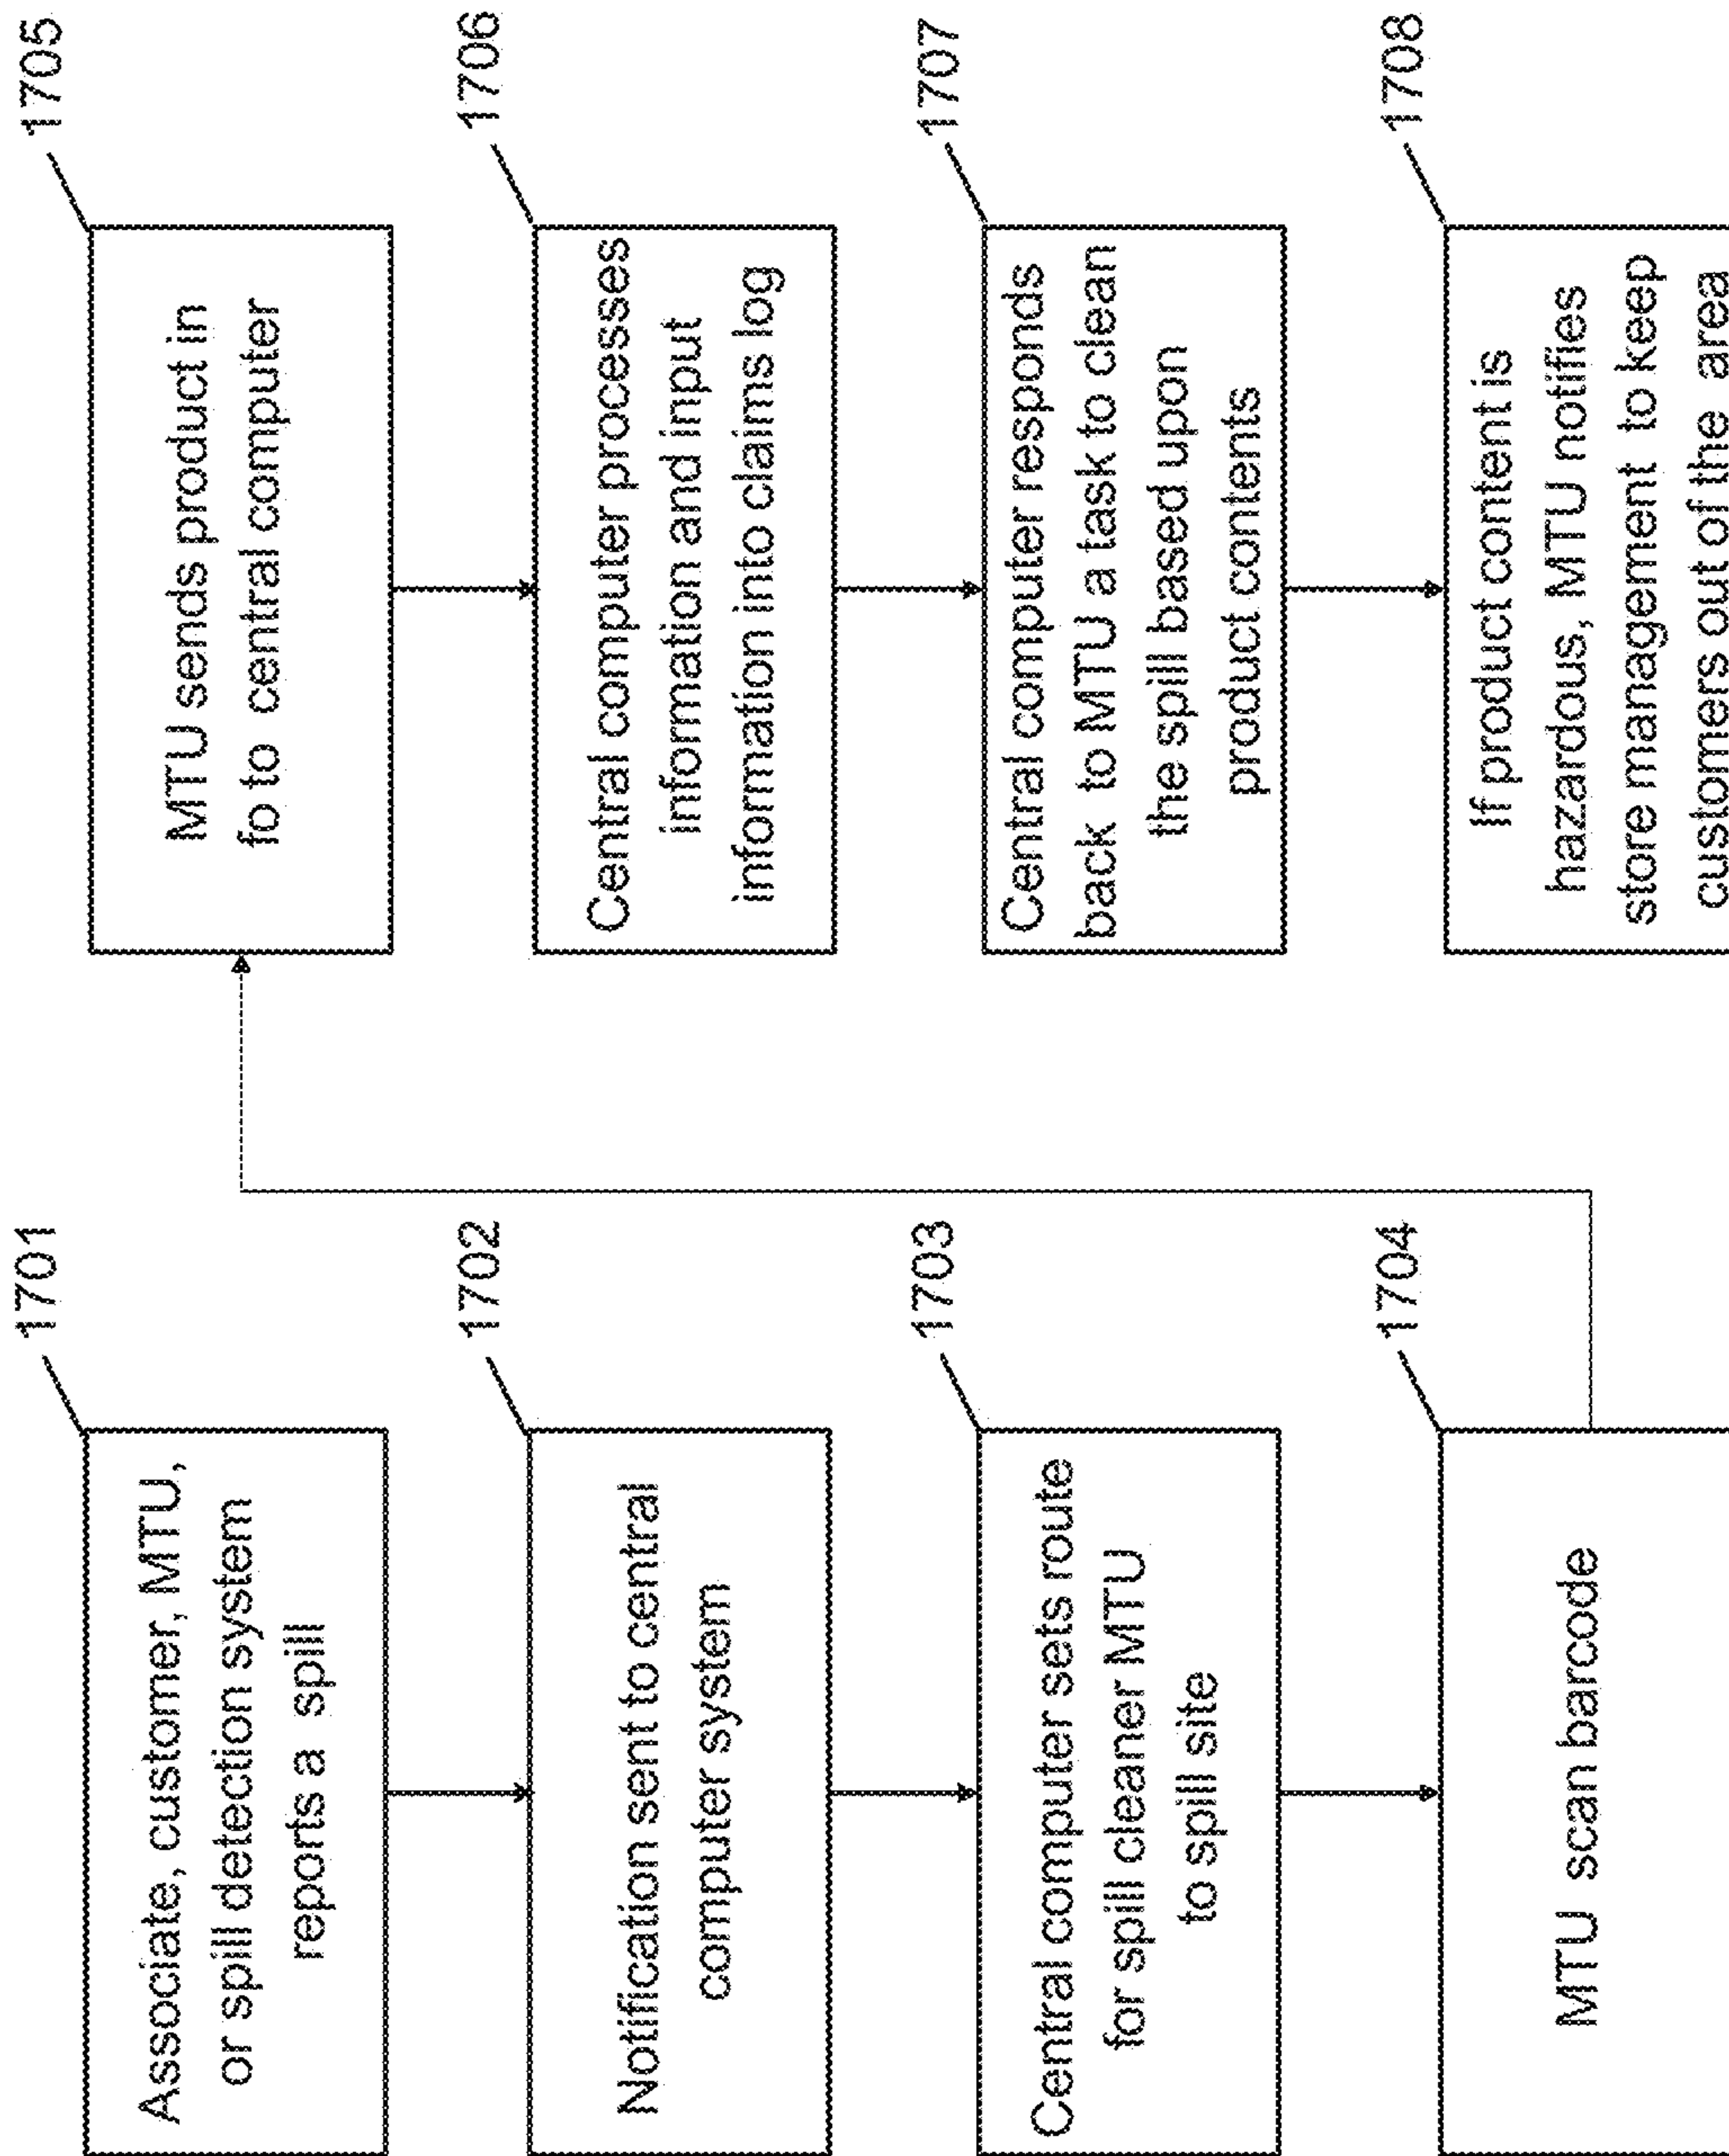 1701
Associate, customer, MTU,
or spill detection system
reports a spill
1702
Notification sent to central
computer system
1703
Central computer sets route
for spill cleaner MTU
to spill site
1704
MTU scan barcode
1705
MTU sends product in
fo to central computer
1706
Central computer processes
information and input
information into claims log
1707
Central computer responds
back to MTU a task to clean
the spill based upon
product contents
1708
If product content is
hazardous, MTU notifies
store management to keep
customers out of the area